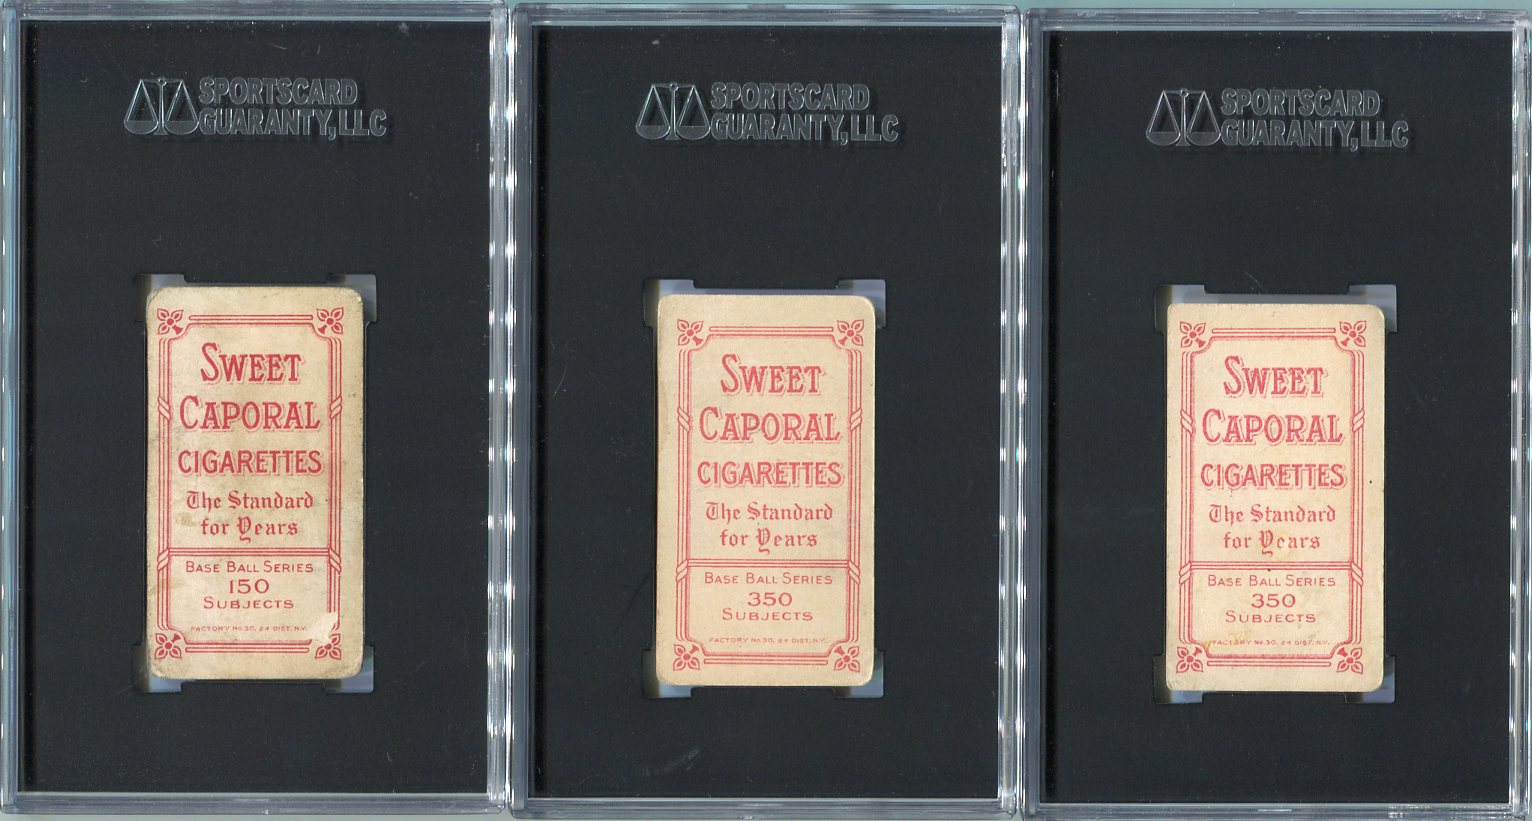 SPORTSCARD
GUARANTY, LLC
SWEET
CAPORAL
CIGARETTES
The Standard
for Years
BASE BALL SERIES
150
SUBJECTS
FACTORY No 30, 24 DIST. N.Y.
SPORTSCARD
GUARANTY, LLC
SWEET
CAPORAL
CIGARETTES
The Standard
for Years
BASE BALL SERIES
350
SUBJECTS
FACTORY No 30, 24 DIST. N.Y.
SPORTSCARD
GUARANTY, LLC
SWEET
CAPORAL
CIGARETTES
The Standard
for Years
BASE BALL SERIES
350
SUBJECTS
FACTORY No 30, 24 DIST. N.Y.